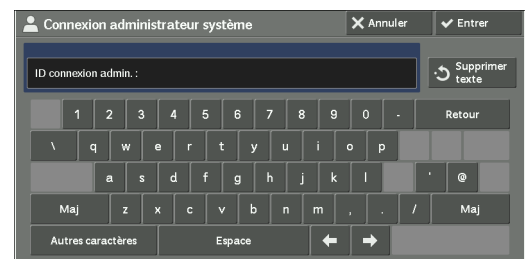 Connexion administrateur système
Annuler
Entrer
ID connexion admin. :
Supprimer
texte
1 2 3 4 5 6 7 8 9 0 - Retour
\ q w e r t y u i o p
a s d f g h j k l ' @
Maj z x c v b n m , . / Maj
Autres caractères Espace